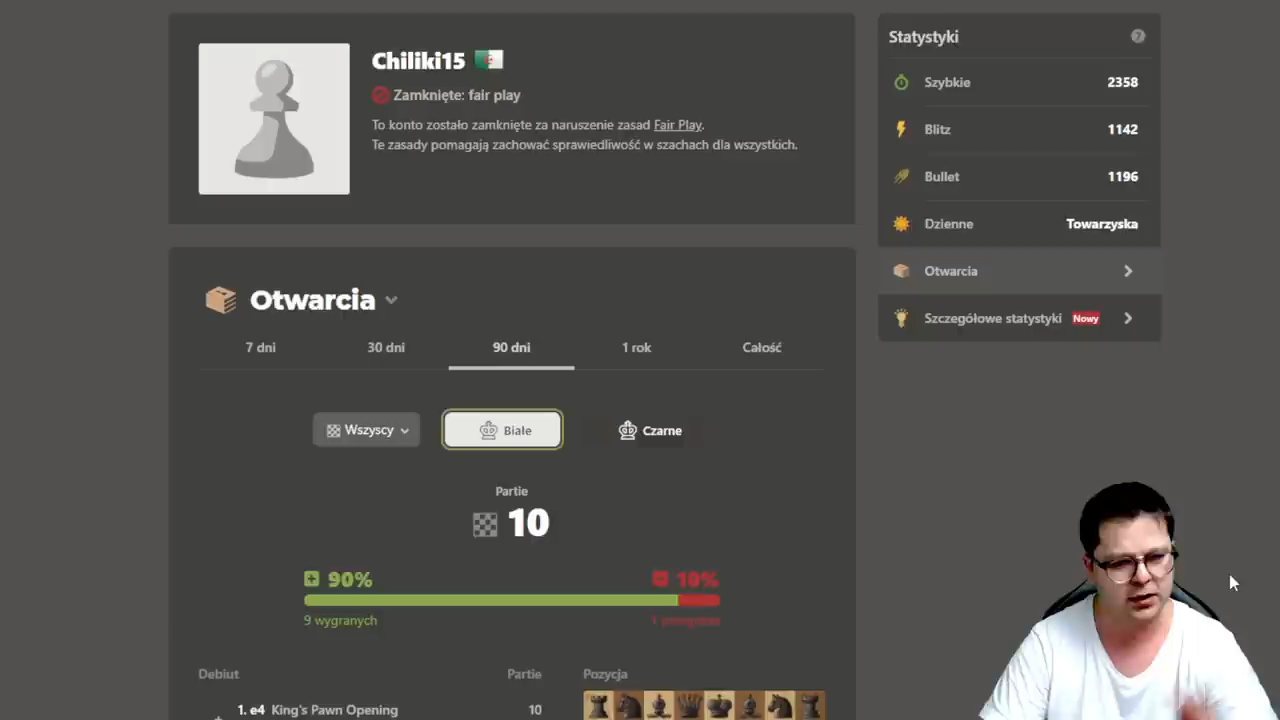 Chiliki15
Zamknięte: fair play
To konto zostało zamknięte za naruszenie zasad Fair Play.
Te zasady pomagają zachować sprawiedliwość w szachach dla wszystkich.
Statystyki
?
Szybkie 2358
Blitz 1142
Bullet 1196
Dzienne Towarzyska
Otwarcia
Szczegółowe statystyki Nowy
Otwarcia
7 dni 30 dni 90 dni 1 rok Całość
Wszyscy Białe Czarne
Partie
10
90% 10%
9 wygranych
Debiut Partie Pozycja
1. e4 King's Pawn Opening 10